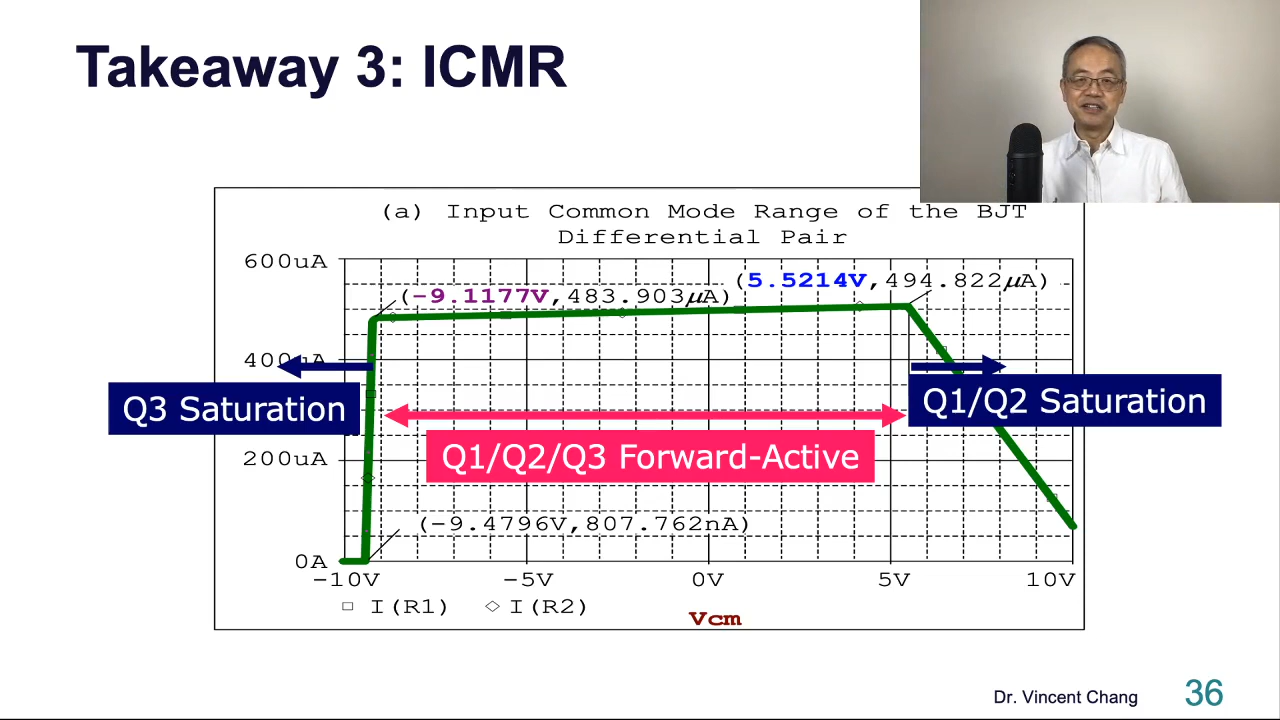 Takeaway 3: ICMR
(a) Input Common Mode Range of the BJT
Differential Pair
600uA
(5.5214V,494.822μA)
(−9.1177V,483.903μA)
400uA
Q3 Saturation
Q1/Q2 Saturation
Q1/Q2/Q3 Forward-Active
200uA
(−9.4796V,807.762nA)
0A
−10V −5V 0V 5V 10V
I(R1) I(R2)
Vcm
Dr. Vincent Chang 36